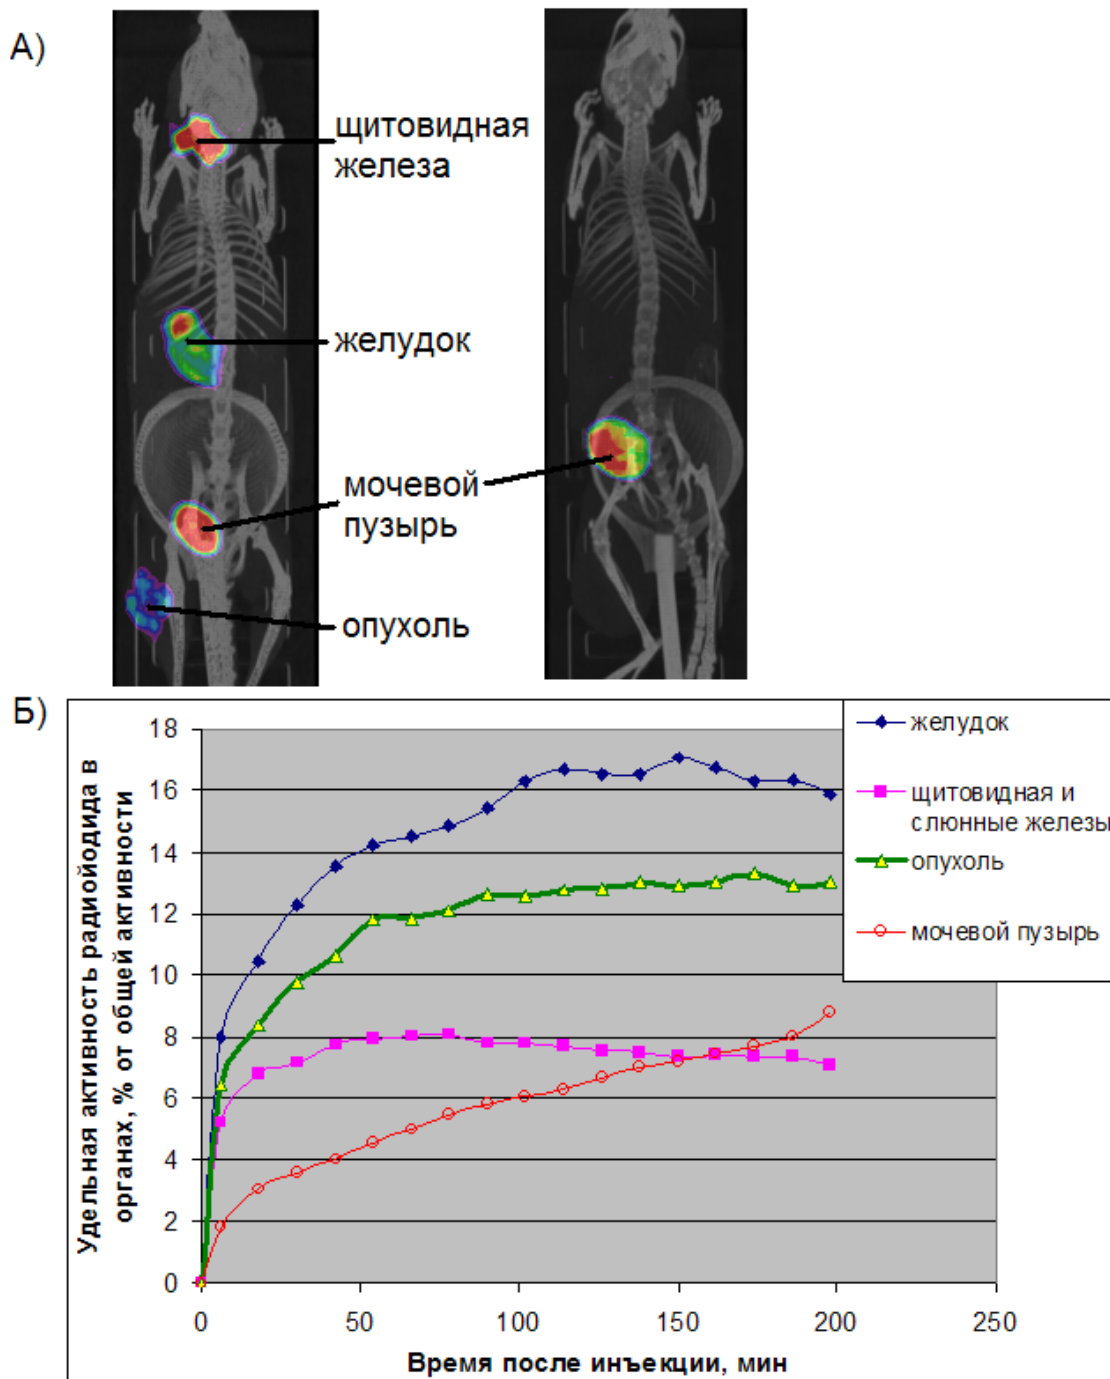 А)
щитовидная
железа
желудок
мочевой
пузырь
опухоль
Б)
Удельная активность радиойодида в
органах, % от общей активности
18
16
14
12
10
8
6
4
2
0
0
50
100
150
200
250
Время после инъекции, мин
желудок
щитовидная и
слюнные железы
опухоль
мочевой пузырь